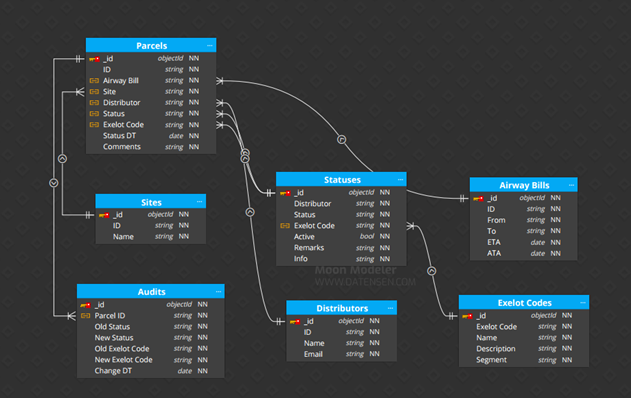 Parcels ...
_id objectId NN
ID string NN
Airway Bill string NN
Site string NN
Distributor string NN
Status string NN
Exelot Code string NN
Status DT date NN
Comments string NN
Statuses ...
_id objectId NN
Distributor string NN
Status string NN
Exelot Code string NN
Active bool NN
Remarks string NN
Info string NN
Airway Bills ...
_id objectId NN
ID string NN
From string NN
To string NN
ETA date NN
ATA date NN
Sites ...
_id objectId NN
ID string NN
Name string NN
Moon Modeler
WWW.DATENSEN.COM
Audits ...
_id objectId NN
Parcel ID string NN
Old Status string NN
New Status string NN
Old Exelot Code string NN
New Exelot Code string NN
Change DT date NN
Distributors ...
_id objectId NN
ID string NN
Name string NN
Email string NN
Exelot Codes ...
_id objectId NN
Exelot Code string NN
Name string NN
Description string NN
Segment string NN